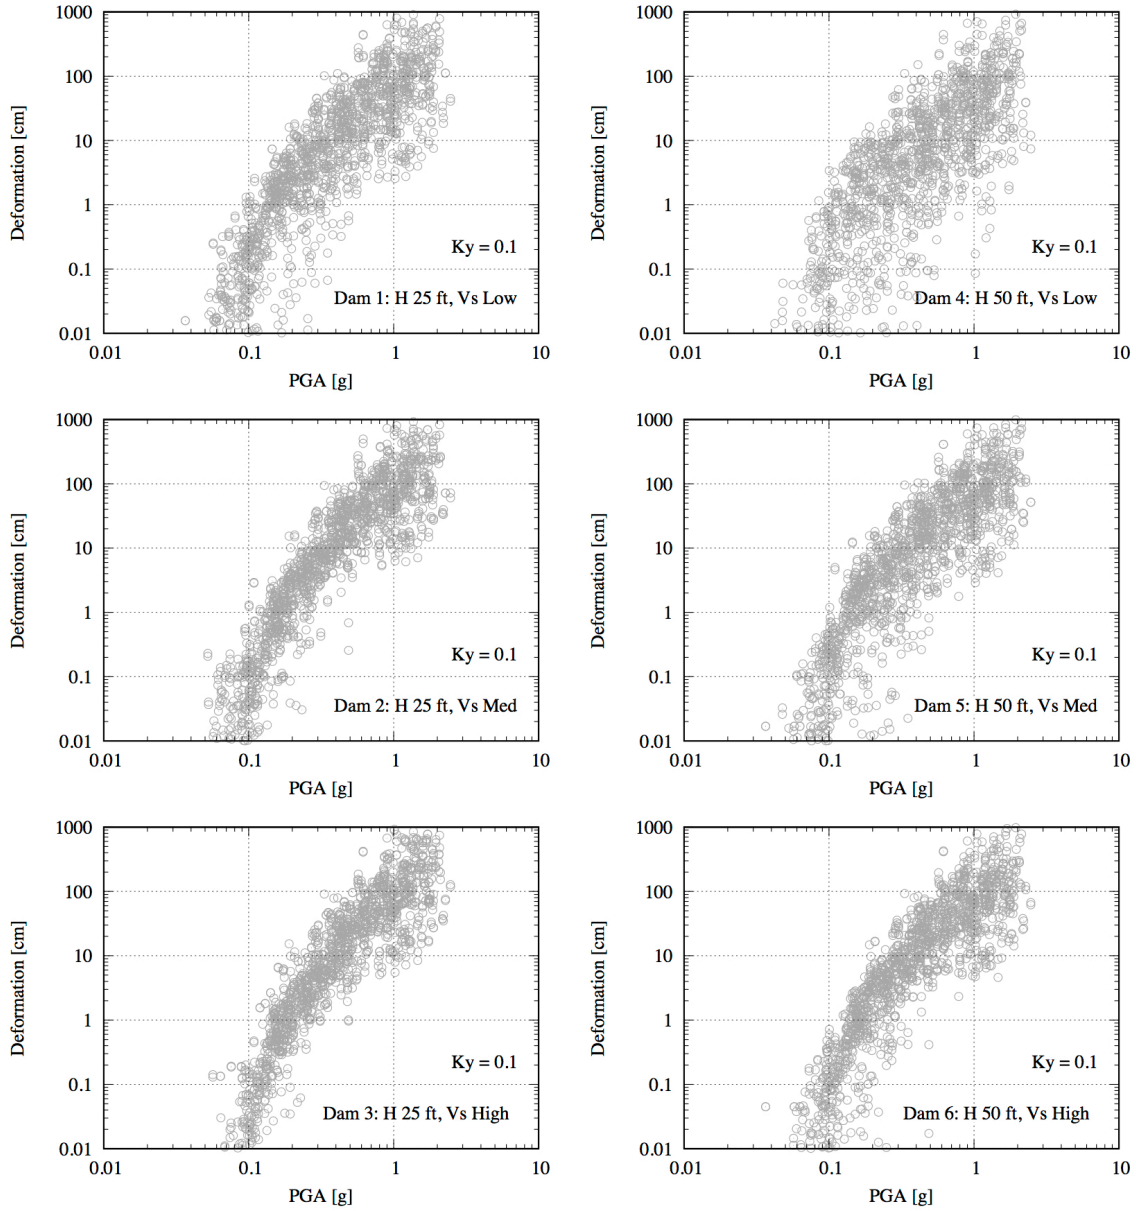 1000
100
10
1
0.1
0.01
Deformation [cm]
Ky = 0.1
Dam 1: H 25 ft, Vs Low
0.01 0.1 1 10
PGA [g]
1000
100
10
1
0.1
0.01
Deformation [cm]
Ky = 0.1
Dam 4: H 50 ft, Vs Low
0.01 0.1 1 10
PGA [g]
1000
100
10
1
0.1
0.01
Deformation [cm]
Ky = 0.1
Dam 2: H 25 ft, Vs Med
0.01 0.1 1 10
PGA [g]
1000
100
10
1
0.1
0.01
Deformation [cm]
Ky = 0.1
Dam 5: H 50 ft, Vs Med
0.01 0.1 1 10
PGA [g]
1000
100
10
1
0.1
0.01
Deformation [cm]
Ky = 0.1
Dam 3: H 25 ft, Vs High
0.01 0.1 1 10
PGA [g]
1000
100
10
1
0.1
0.01
Deformation [cm]
Ky = 0.1
Dam 6: H 50 ft, Vs High
0.01 0.1 1 10
PGA [g]